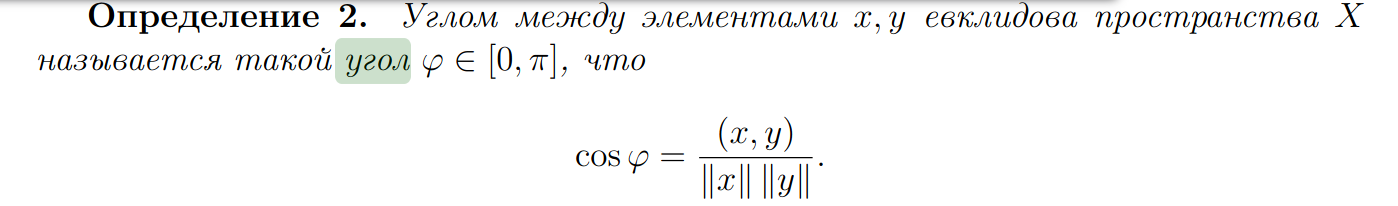 Определение 2. Углом между элементами x, y евклидова пространства X
называется такой угол φ ∈ [0, π], что
cos φ = (x, y) / ‖x‖ ‖y‖.